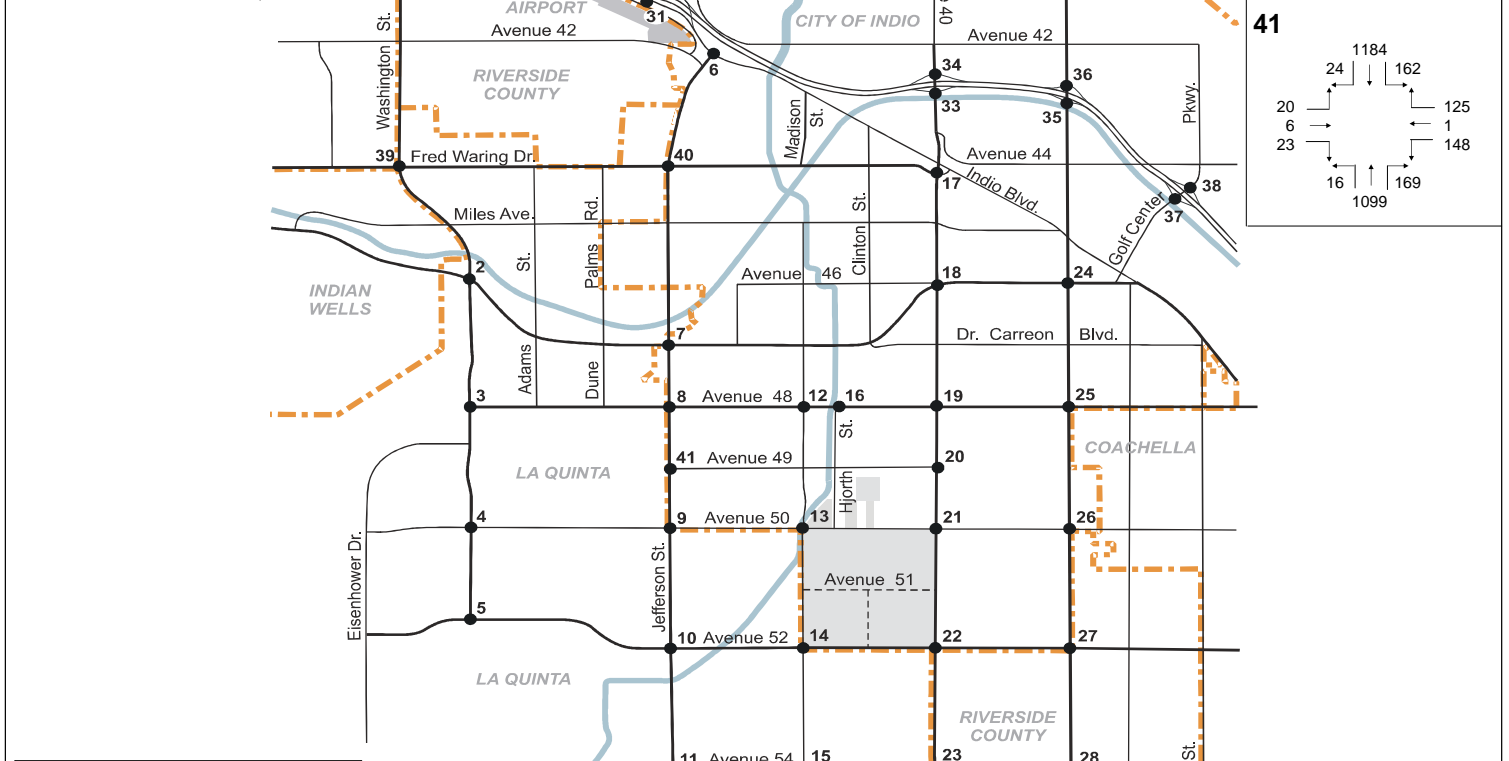 AIRPORT
31
CITY OF INDIO
40
41
St.
Avenue 42
Avenue 42
1184
24
162
6
34
36
RIVERSIDE
COUNTY
Washington
Madison
St.
33
35
Pkwy.
20
125
6
1
23
148
39
Fred Waring Dr.
40
Avenue 44
17
Indio Blvd.
38
16
169
1099
Miles Ave.
Rd.
St.
37
Golf Center
2
St.
Palms
Clinton
Avenue 46
18
24
INDIAN
WELLS
7
Dr. Carreon Blvd.
Adams
Dune
3
8
Avenue 48
12
16
19
25
St.
COACHELLA
41
Avenue 49
20
LA QUINTA
Hjorth
4
9
Avenue 50
13
21
26
Eisenhower Dr.
Jefferson St.
Avenue 51
5
10
Avenue 52
14
22
27
LA QUINTA
RIVERSIDE
COUNTY
St.
11
Avenue 54
15
23
28